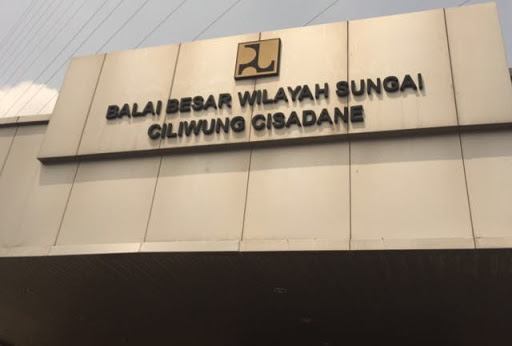 BALAI BESAR WILAYAH SUNGAI
CILIWUNG CISADANE